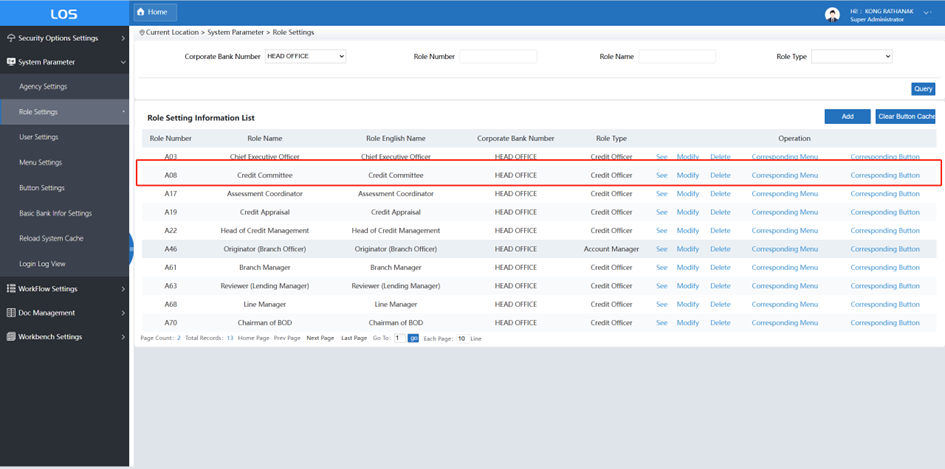 LOS
Home
Hi! : KONG RATHANAK
Super Administrator
Security Options Settings
System Parameter
Agency Settings
Role Settings
User Settings
Menu Settings
Button Settings
Basic Bank Infor Settings
Reload System Cache
Login Log View
WorkFlow Settings
Doc Management
Workbench Settings
Current Location > System Parameter > Role Settings
Corporate Bank Number HEAD OFFICE Role Number Role Name Role Type
Query
Role Setting Information List Add Clear Button Cache
Role Number Role Name Role English Name Corporate Bank Number Role Type Operation
A03 Chief Executive Officer Chief Executive Officer HEAD OFFICE Credit Officer See Modify Delete Corresponding Menu Corresponding Button
A08 Credit Committee Credit Committee HEAD OFFICE Credit Officer See Modify Delete Corresponding Menu Corresponding Button
A17 Assessment Coordinator Assessment Coordinator HEAD OFFICE Credit Officer See Modify Delete Corresponding Menu Corresponding Button
A19 Credit Appraisal Credit Appraisal HEAD OFFICE Credit Officer See Modify Delete Corresponding Menu Corresponding Button
A22 Head of Credit Management Head of Credit Management HEAD OFFICE Credit Officer See Modify Delete Corresponding Menu Corresponding Button
A46 Originator (Branch Officer) Originator (Branch Officer) HEAD OFFICE Account Manager See Modify Delete Corresponding Menu Corresponding Button
A61 Branch Manager Branch Manager HEAD OFFICE Credit Officer See Modify Delete Corresponding Menu Corresponding Button
A63 Reviewer (Lending Manager) Reviewer (Lending Manager) HEAD OFFICE Credit Officer See Modify Delete Corresponding Menu Corresponding Button
A68 Line Manager Line Manager HEAD OFFICE Credit Officer See Modify Delete Corresponding Menu Corresponding Button
A70 Chairman of BOD Chairman of BOD HEAD OFFICE Credit Officer See Modify Delete Corresponding Menu Corresponding Button
Page Count: 2 Total Records: 13 Home Page Prev Page Next Page Last Page Go To: 1 go Each Page: 10 Line